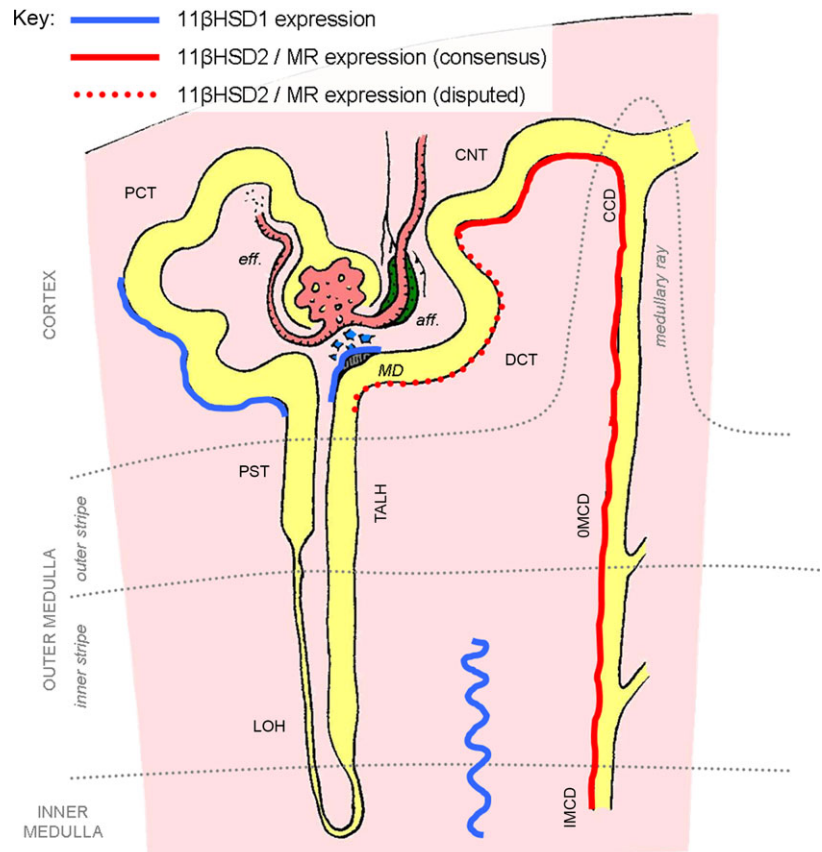 Key:
11βHSD1 expression
11βHSD2 / MR expression (consensus)
11βHSD2 / MR expression (disputed)
CNT
PCT
CCD
eff.
medullary ray
CORTEX
aff.
DCT
MD
PST
TALH
0MCD
outer stripe
OUTER MEDULLA
inner stripe
LOH
IMCD
INNER
MEDULLA